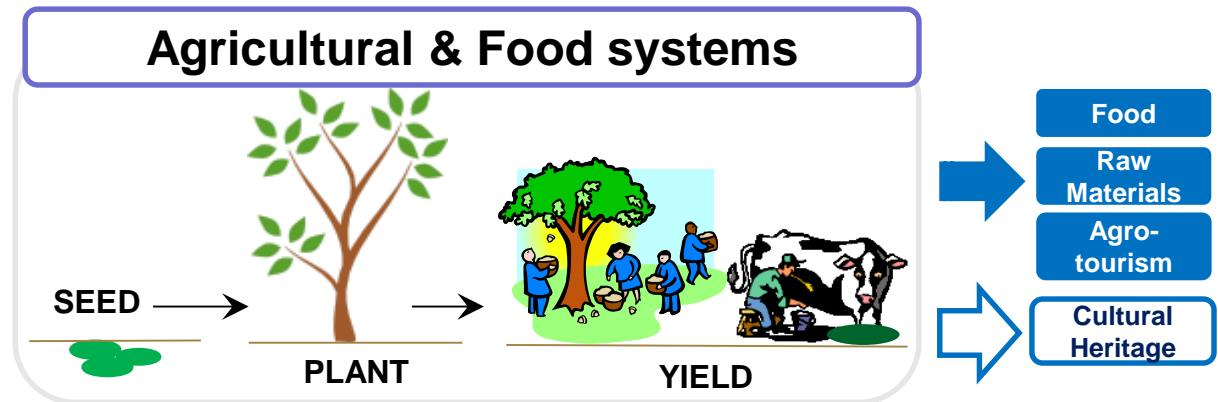 Agricultural & Food systems
SEED
PLANT
YIELD
Food
Raw
Materials
Agro-
tourism
Cultural
Heritage